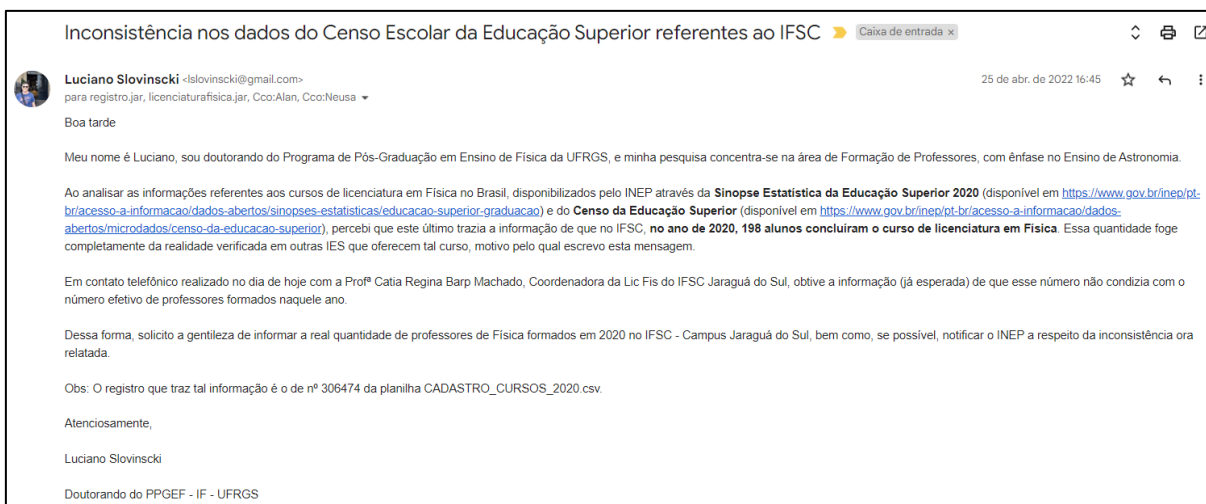 Inconsistência nos dados do Censo Escolar da Educação Superior referentes ao IFSC Caixa de entrada x
Luciano Slovinscki <lslovinscki@gmail.com> 25 de abr. de 2022 16:45
para registro.jar, licenciaturafisica.jar, Cco:Alan, Cco:Neusa
Boa tarde
Meu nome é Luciano, sou doutorando do Programa de Pós-Graduação em Ensino de Física da UFRGS, e minha pesquisa concentra-se na área de Formação de Professores, com ênfase no Ensino de Astronomia.
Ao analisar as informações referentes aos cursos de licenciatura em Física no Brasil, disponibilizados pelo INEP através da Sinopse Estatística da Educação Superior 2020 (disponível em https://www.gov.br/inep/pt-
br/acesso-a-informacao/dados-abertos/sinopses-estatisticas/educacao-superior-graduacao) e do Censo da Educação Superior (disponível em https://www.gov.br/inep/pt-br/acesso-a-informacao/dados-
abertos/microdados/censo-da-educacao-superior), percebi que este último trazia a informação de que no IFSC, no ano de 2020, 198 alunos concluíram o curso de licenciatura em Física. Essa quantidade foge
completamente da realidade verificada em outras IES que oferecem tal curso, motivo pelo qual escrevo esta mensagem.
Em contato telefônico realizado no dia de hoje com a Profª Catia Regina Barp Machado, Coordenadora da Lic Fis do IFSC Jaraguá do Sul, obtive a informação (já esperada) de que esse número não condizia com o
número efetivo de professores formados naquele ano.
Dessa forma, solicito a gentileza de informar a real quantidade de professores de Física formados em 2020 no IFSC - Campus Jaraguá do Sul, bem como, se possível, notificar o INEP a respeito da inconsistência ora
relatada.
Obs: O registro que traz tal informação é o de nº 306474 da planilha CADASTRO_CURSOS_2020.csv.
Atenciosamente,
Luciano Slovinscki
Doutorando do PPGEF - IF - UFRGS